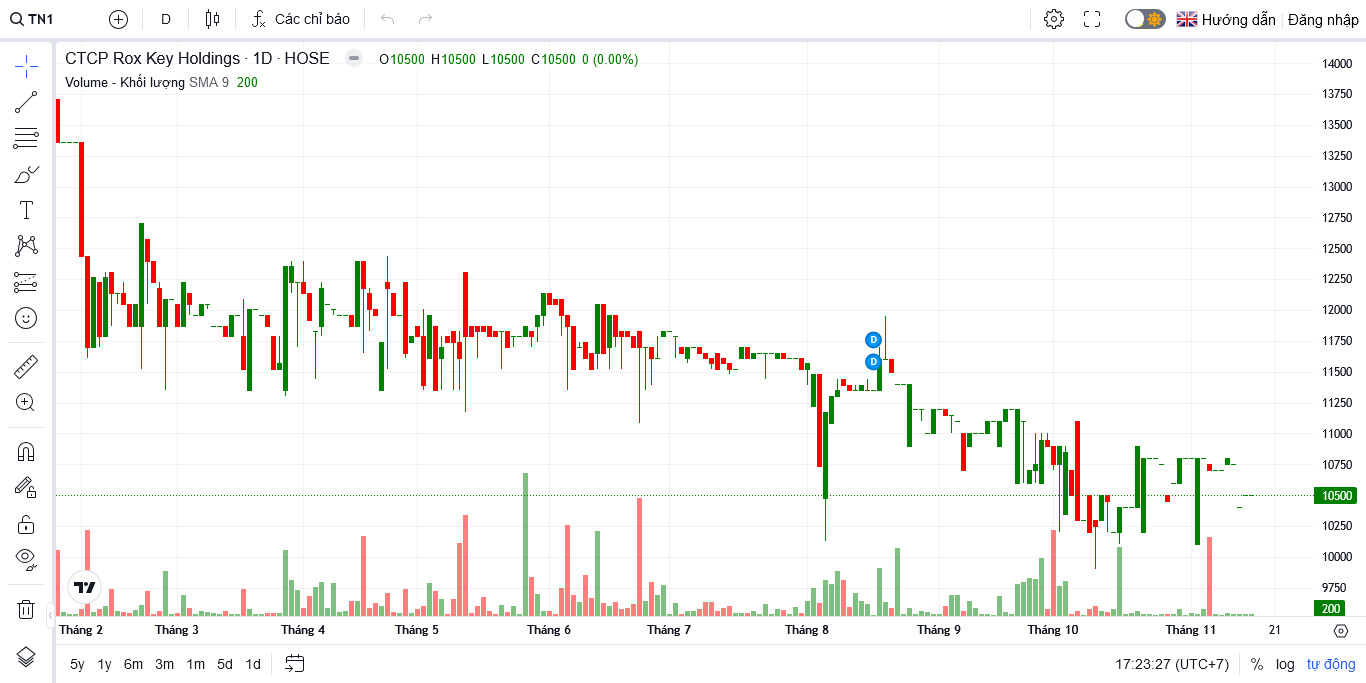 TN1 D Các chỉ báo Hướng dẫn Đăng nhập
CTCP Rox Key Holdings · 1D · HOSE O10500 H10500 L10500 C10500 0 (0.00%)
Volume - Khối lượng SMA 9 200
14000
13750
13500
13250
13000
12750
12500
12250
12000
11750
11500
11250
11000
10750
10500
10250
10000
9750
200
D
D
Tháng 2 Tháng 3 Tháng 4 Tháng 5 Tháng 6 Tháng 7 Tháng 8 Tháng 9 Tháng 10 Tháng 11 21
5y 1y 6m 3m 1m 5d 1d 17:23:27 (UTC+7) % log tự động